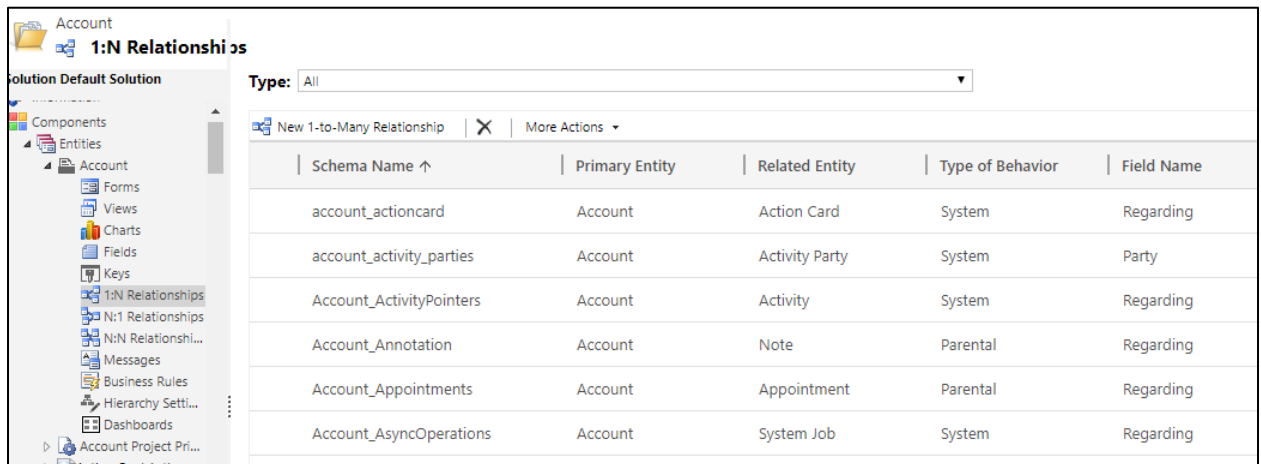 Account
1:N Relationships
Solution Default Solution
Components
Entities
Account
Forms
Views
Charts
Fields
Keys
1:N Relationships
N:1 Relationships
N:N Relationshi...
Messages
Business Rules
Hierarchy Setti...
Dashboards
Account Project Pri...
Type: All
New 1-to-Many Relationship More Actions
Schema Name Primary Entity Related Entity Type of Behavior Field Name
account_actioncard Account Action Card System Regarding
account_activity_parties Account Activity Party System Party
Account_ActivityPointers Account Activity System Regarding
Account_Annotation Account Note Parental Regarding
Account_Appointments Account Appointment Parental Regarding
Account_AsyncOperations Account System Job System Regarding